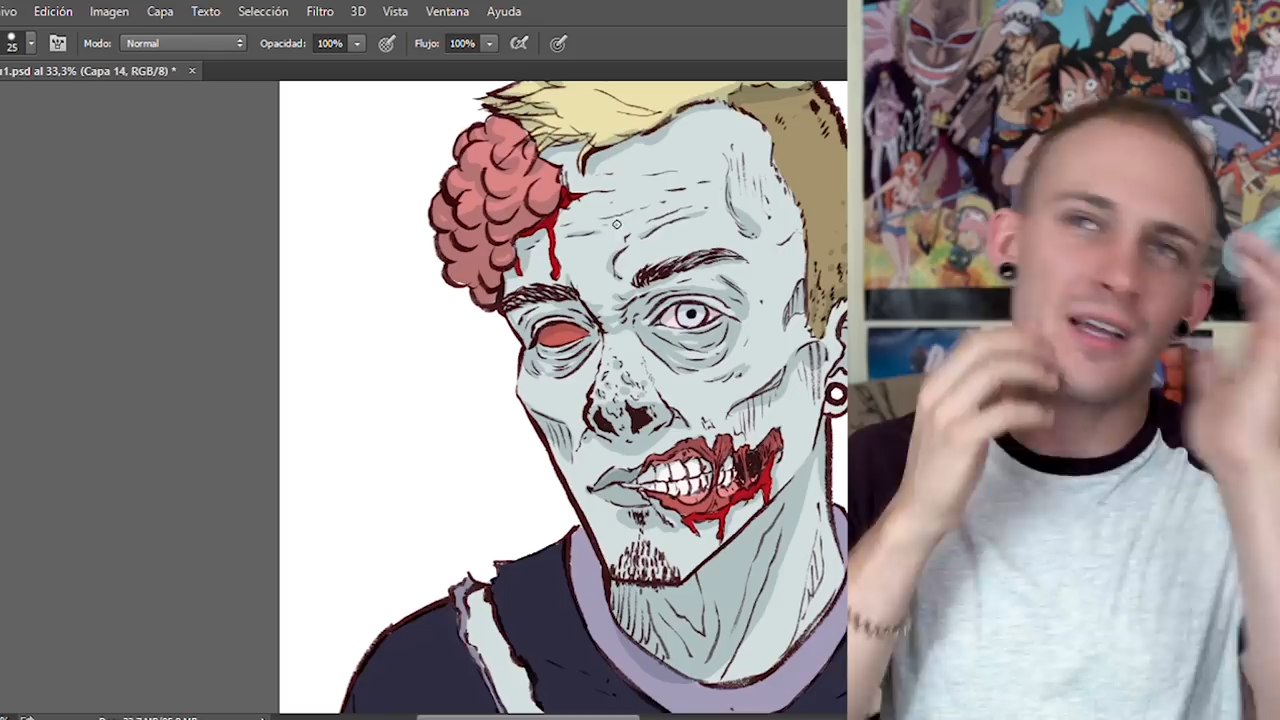 ivo Edición Imagen Capa Texto Selección Filtro 3D Vista Ventana Ayuda
25 Modo: Normal Opacidad: 100% Flujo: 100%
1.psd al 33,3% (Capa 14, RGB/8) * ×